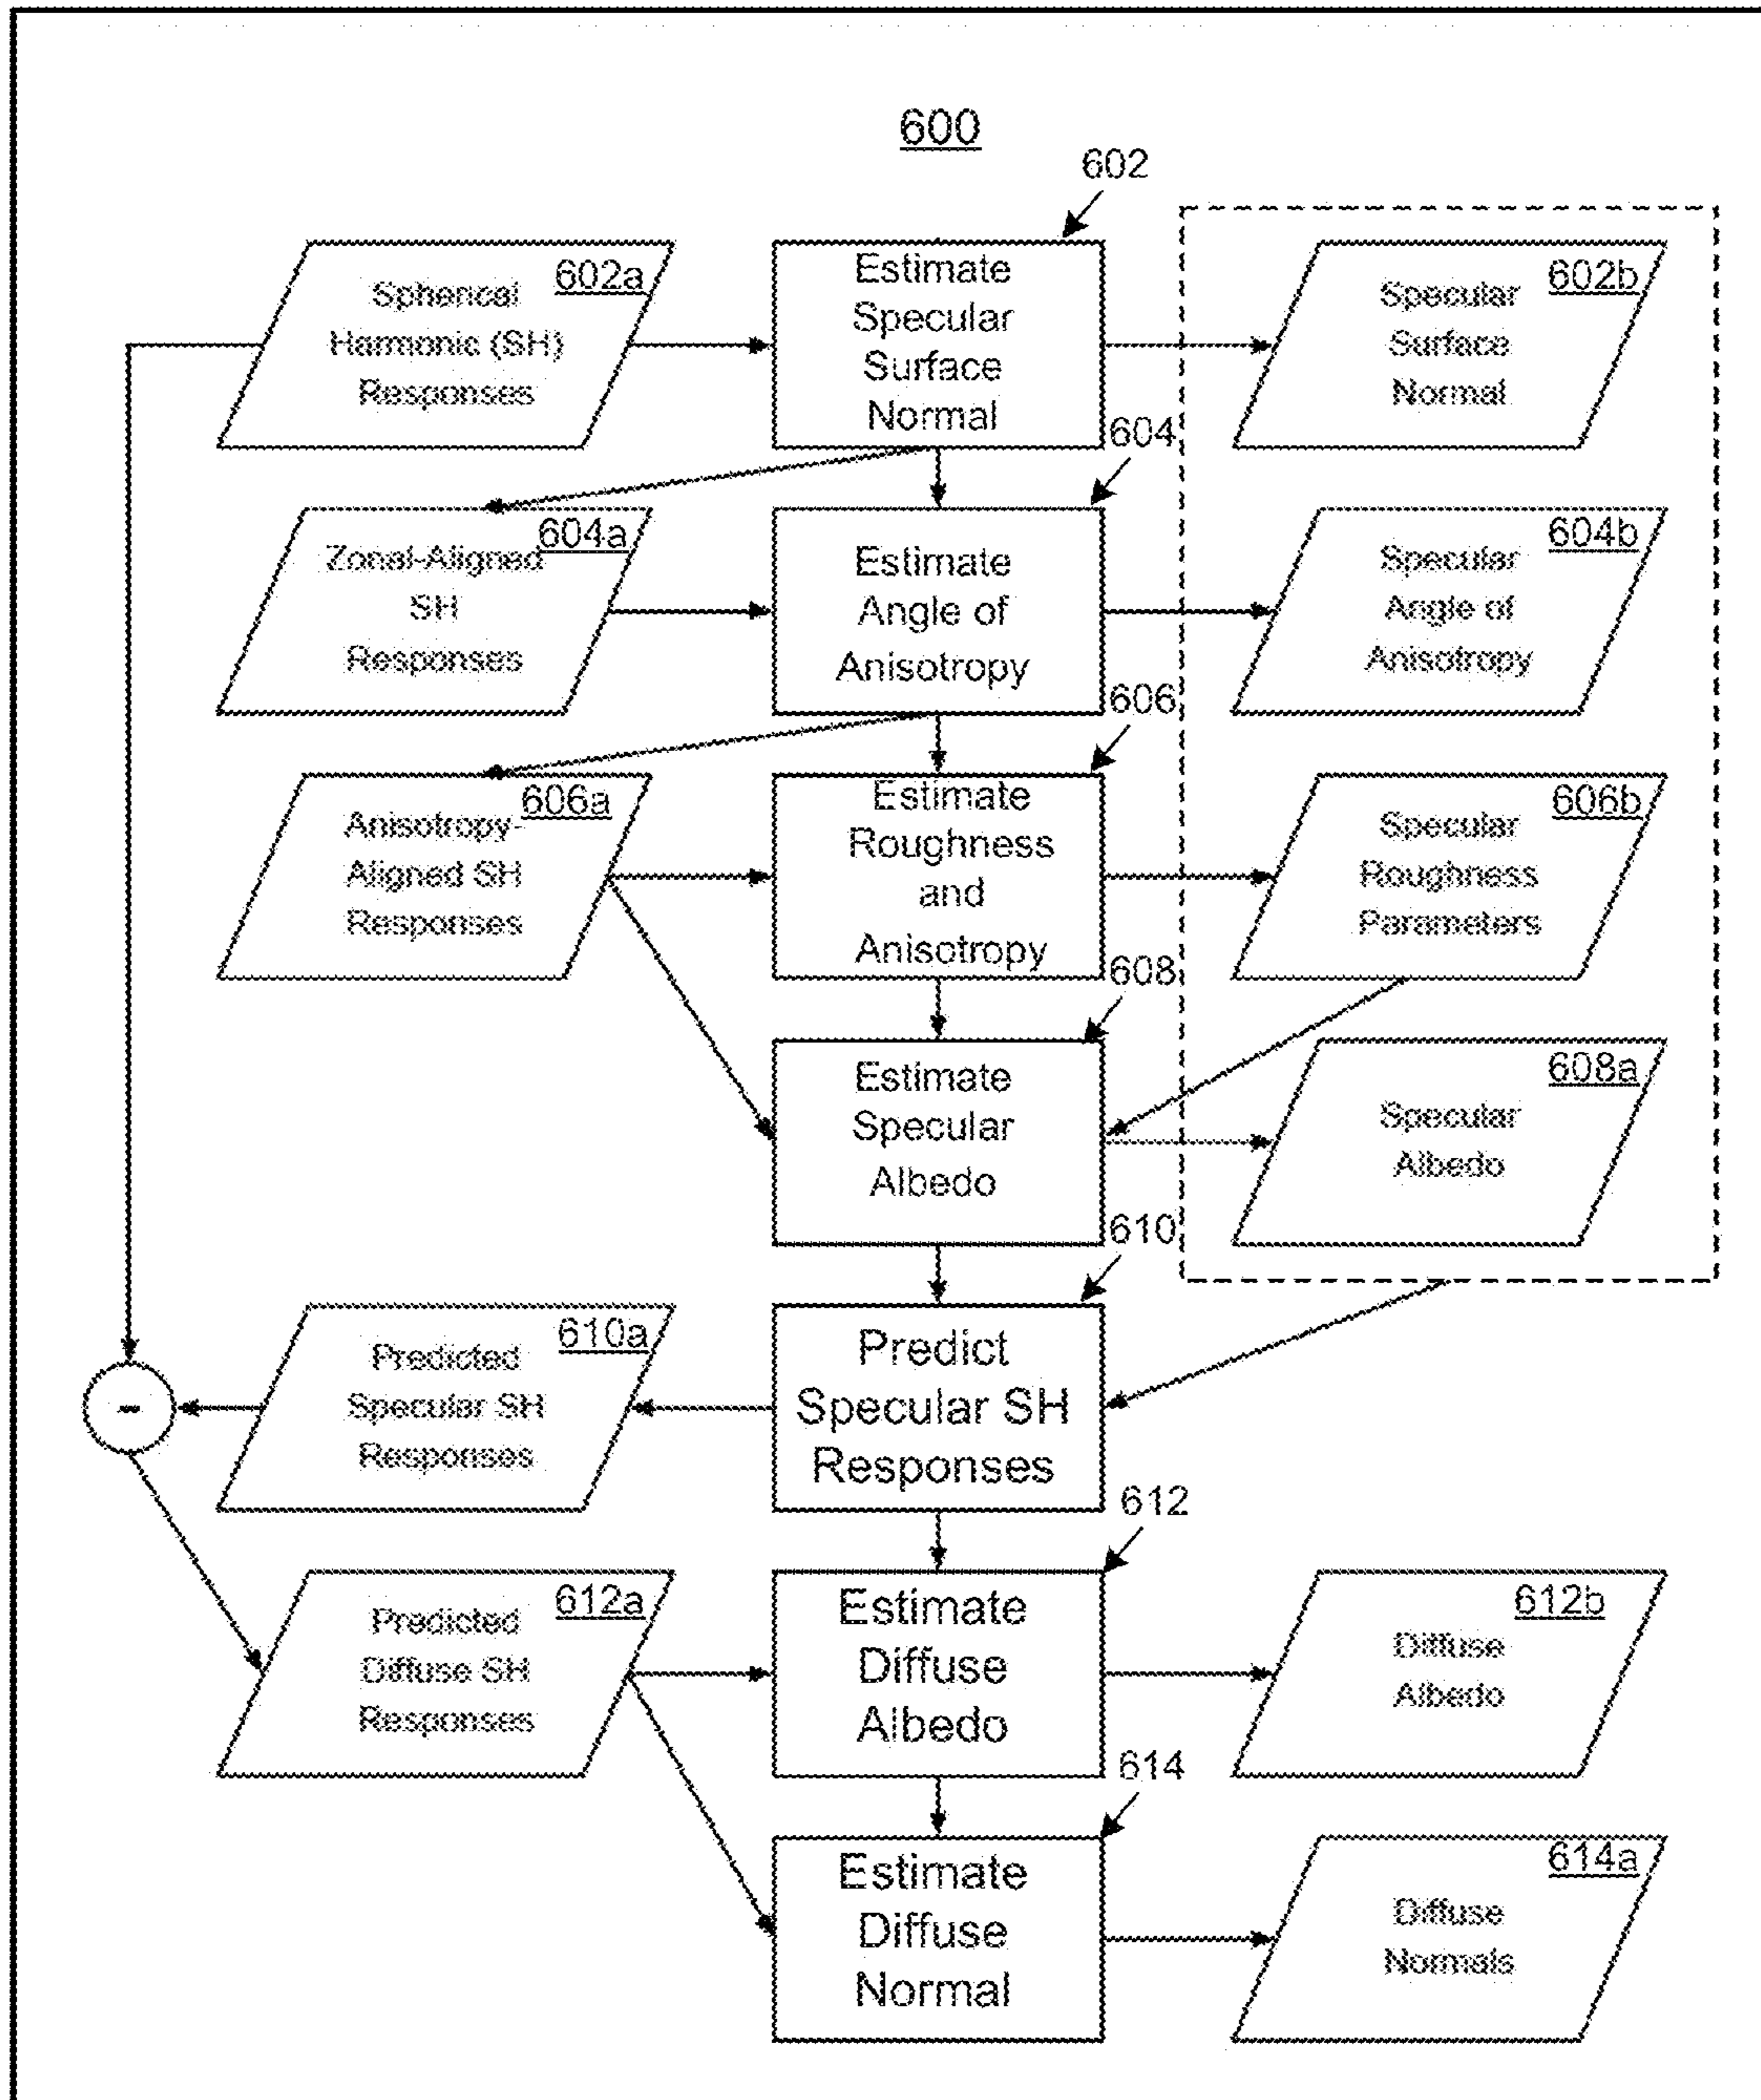 600
602
602a
Spherical
Harmonic (SH)
Responses
Estimate
Specular
Surface
Normal
602b
Specular
Surface
Normal
604
604a
Zonal-Aligned
SH
Responses
Estimate
Angle of
Anisotropy
604b
Specular
Angle of
Anisotropy
606
606a
Anisotropy-
Aligned SH
Responses
Estimate
Roughness
and
Anisotropy
606b
Specular
Roughness
Parameters
608
Estimate
Specular
Albedo
608a
Specular
Albedo
610
-
610a
Predicted
Specular SH
Responses
Predict
Specular SH
Responses
612
612a
Predicted
Diffuse SH
Responses
Estimate
Diffuse
Albedo
612b
Diffuse
Albedo
614
Estimate
Diffuse
Normal
614a
Diffuse
Normals